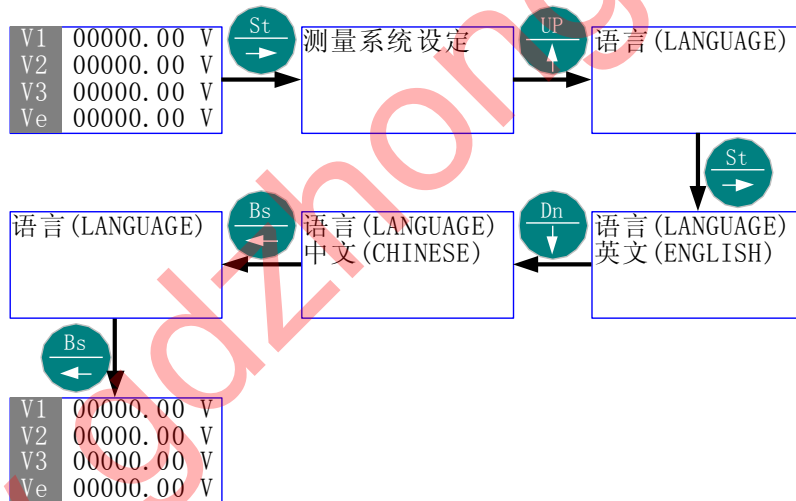 V1 00000.00 V
V2 00000.00 V
V3 00000.00 V
Ve 00000.00 V
St
测量系统设定
UP
语言(LANGUAGE)
St
语言(LANGUAGE)
英文(ENGLISH)
Dn
语言(LANGUAGE)
中文(CHINESE)
Bs
语言(LANGUAGE)
Bs
V1 00000.00 V
V2 00000.00 V
V3 00000.00 V
Ve 00000.00 V
gdzhong